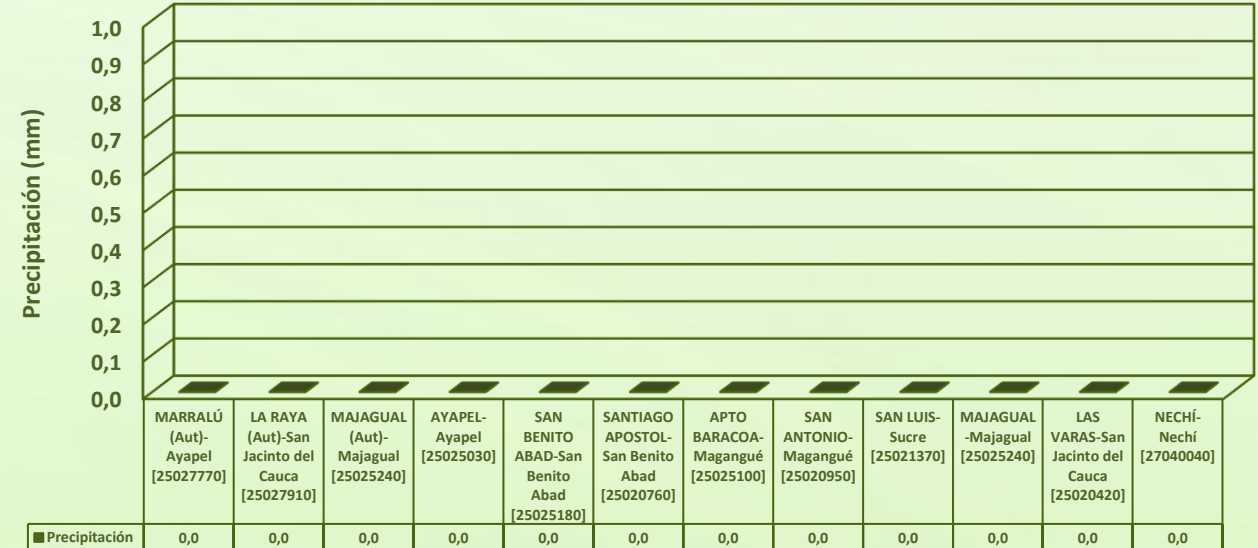 Precipitación (mm)
1,0
0,9
0,8
0,7
0,6
0,5
0,4
0,3
0,2
0,1
0,0
MARRALÚ
(Aut)-
Ayapel
[25027770]
LA RAYA
(Aut)-San
Jacinto del
Cauca
[25027910]
MAJAGUAL
(Aut)-
Majagual
[25025240]
AYAPEL-
Ayapel
[25025030]
SAN
BENITO
ABAD-San
Benito
Abad
[25025180]
SANTIAGO
APOSTOL-
San Benito
Abad
[25020760]
APTO
BARACOA-
Magangué
[25025100]
SAN
ANTONIO-
Magangué
[25020950]
SAN LUIS-
Sucre
[25021370]
MAJAGUAL
-Majagual
[25025240]
LAS
VARAS-San
Jacinto del
Cauca
[25020420]
NECHÍ-
Nechí
[27040040]
Precipitación 0,0 0,0 0,0 0,0 0,0 0,0 0,0 0,0 0,0 0,0 0,0 0,0